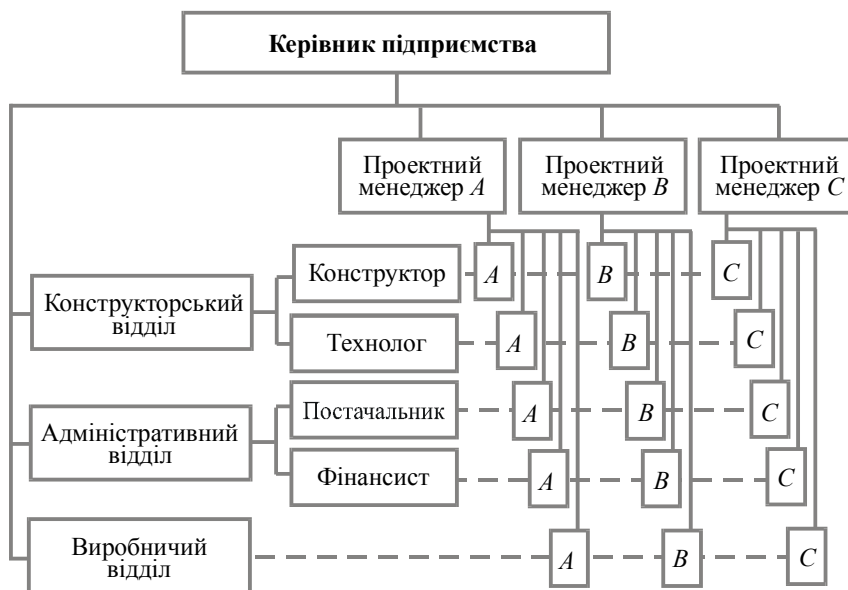 Керівник підприємства
Проектний
менеджер A
Проектний
менеджер B
Проектний
менеджер C
Конструктор
A
B
C
Конструкторський
відділ
Технолог
A
B
C
Постачальник
A
B
C
Адміністративний
відділ
Фінансист
A
B
C
Виробничий
відділ
A
B
C